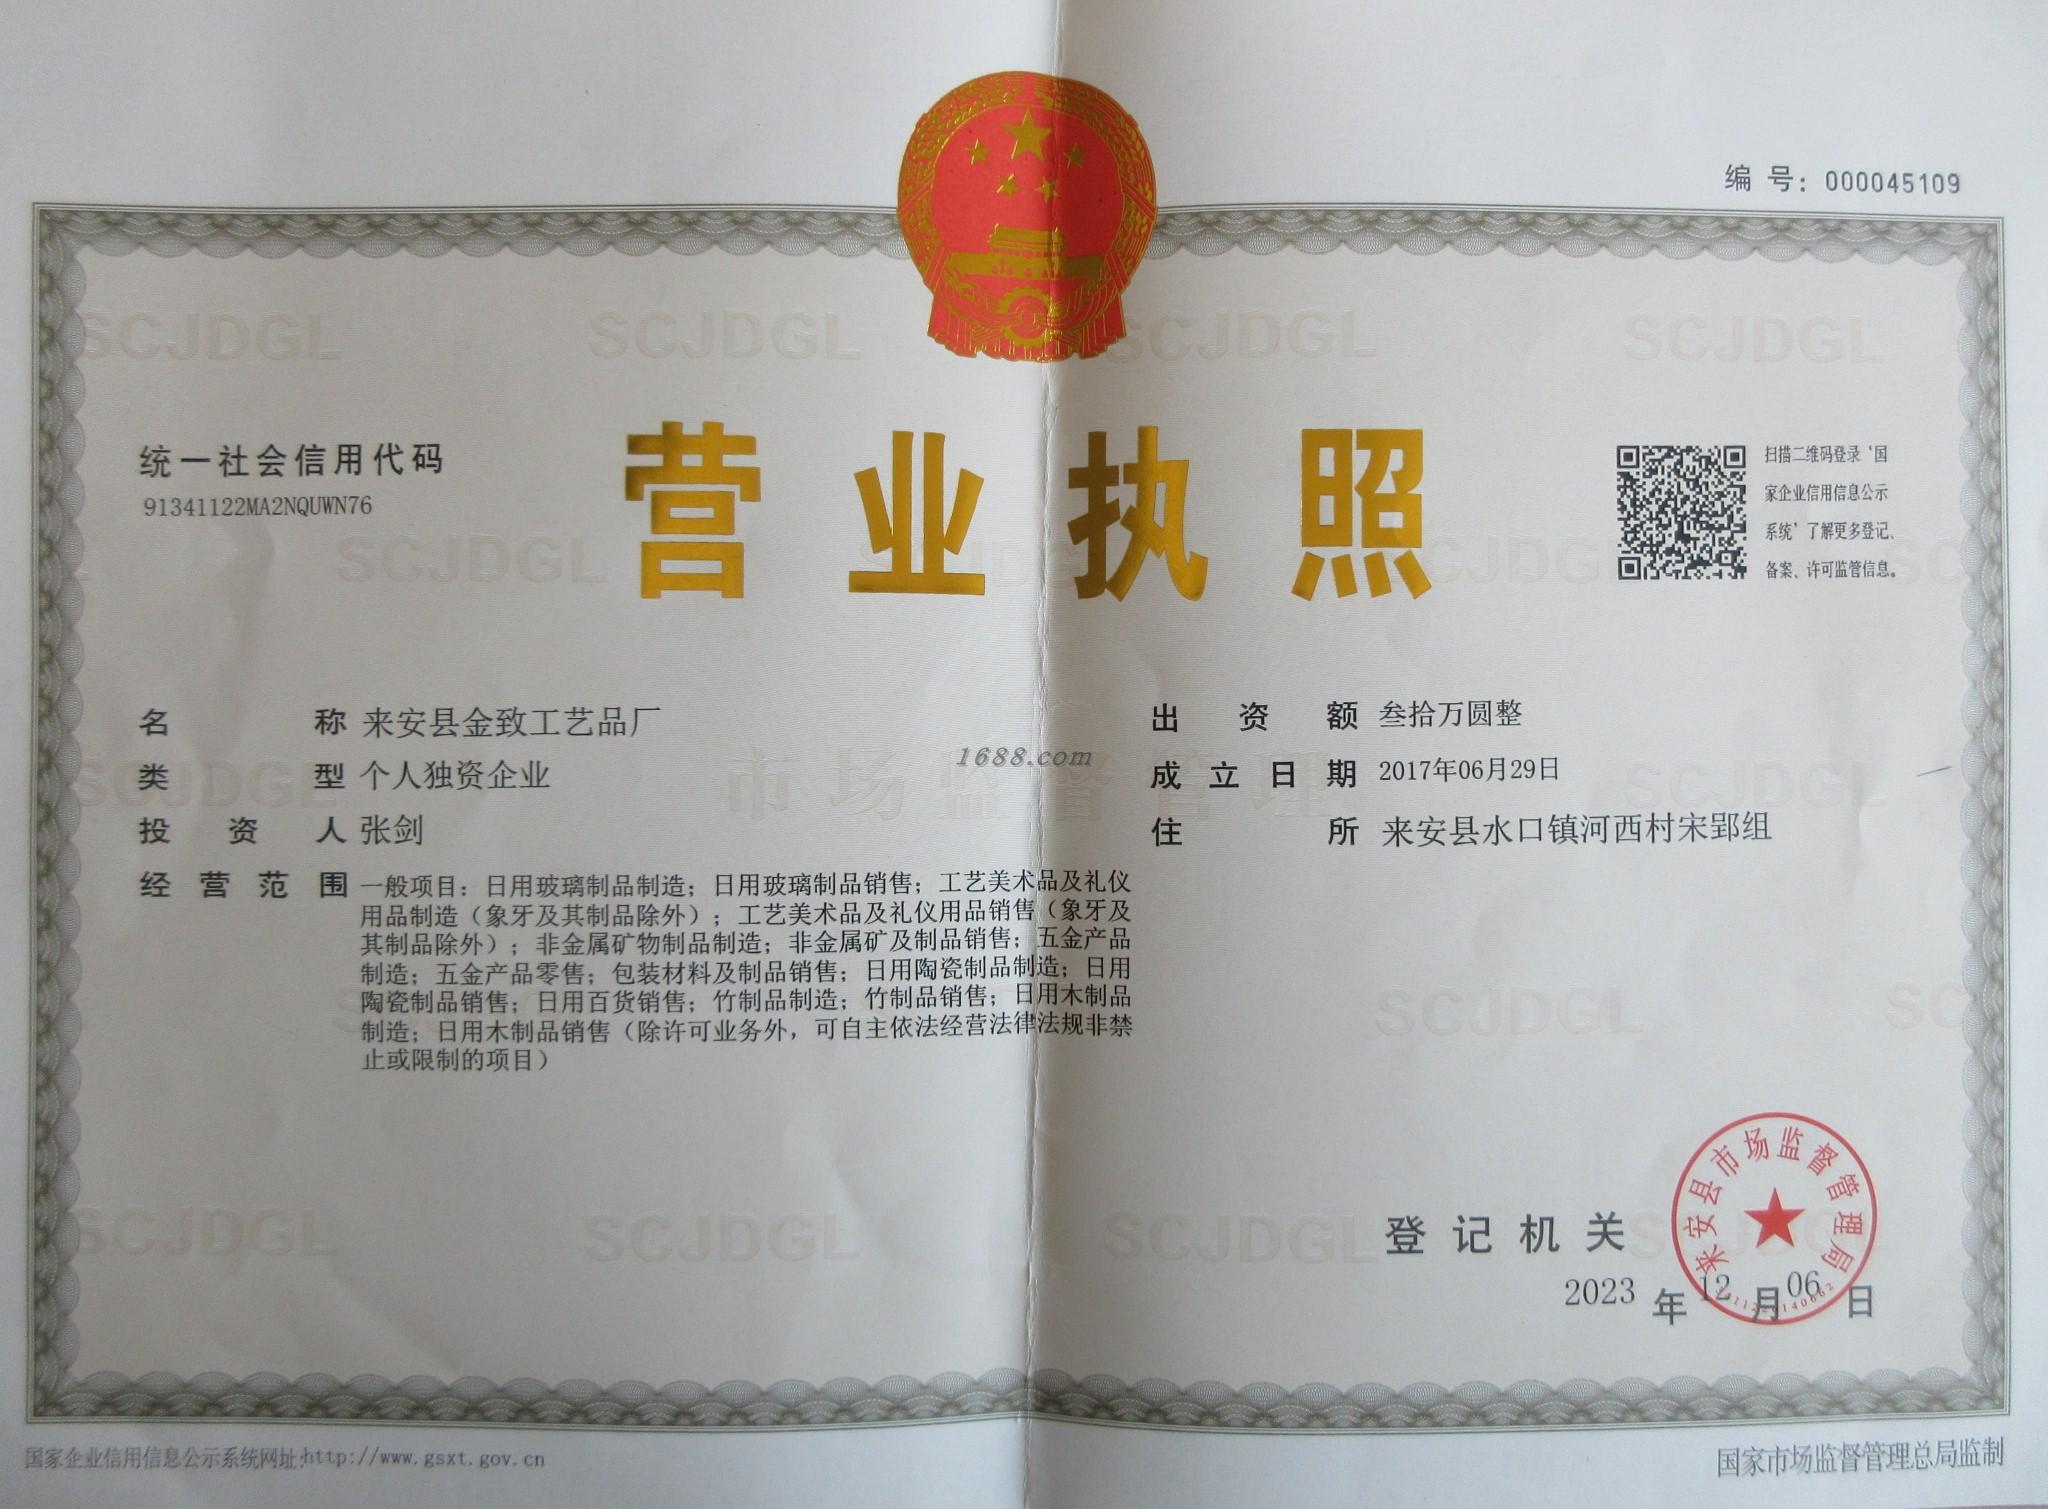 编号：000045109
统一社会信用代码
91341122MA2NQUWN76
营业执照
扫描二维码登录‘国
家企业信用信息公示
系统’了解更多登记、
备案、许可监管信息。
名称 来安县金致工艺品厂
类型 个人独资企业
投资人 张剑
经营范围 一般项目：日用玻璃制品制造；日用玻璃制品销售；工艺美术品及礼仪
用品制造（象牙及其制品除外）；工艺美术品及礼仪用品销售（象牙及
其制品除外）；非金属矿物制品制造；非金属矿及制品销售；五金产品
制造；五金产品零售；包装材料及制品销售；日用陶瓷制品制造；日用
陶瓷制品销售；日用百货销售；竹制品制造；竹制品销售；日用木制品
制造；日用木制品销售（除许可业务外，可自主依法经营法律法规非禁
止或限制的项目）
出资额 叁拾万圆整
成立日期 2017年06月29日
住所 来安县水口镇河西村宋郢组
1688.com
市场监督管理
SCJDGL
登记机关
来安县市场监督管理局
2023年12月06日
国家企业信用信息公示系统网址:http://www.gsxt.gov.cn
国家市场监督管理总局监制